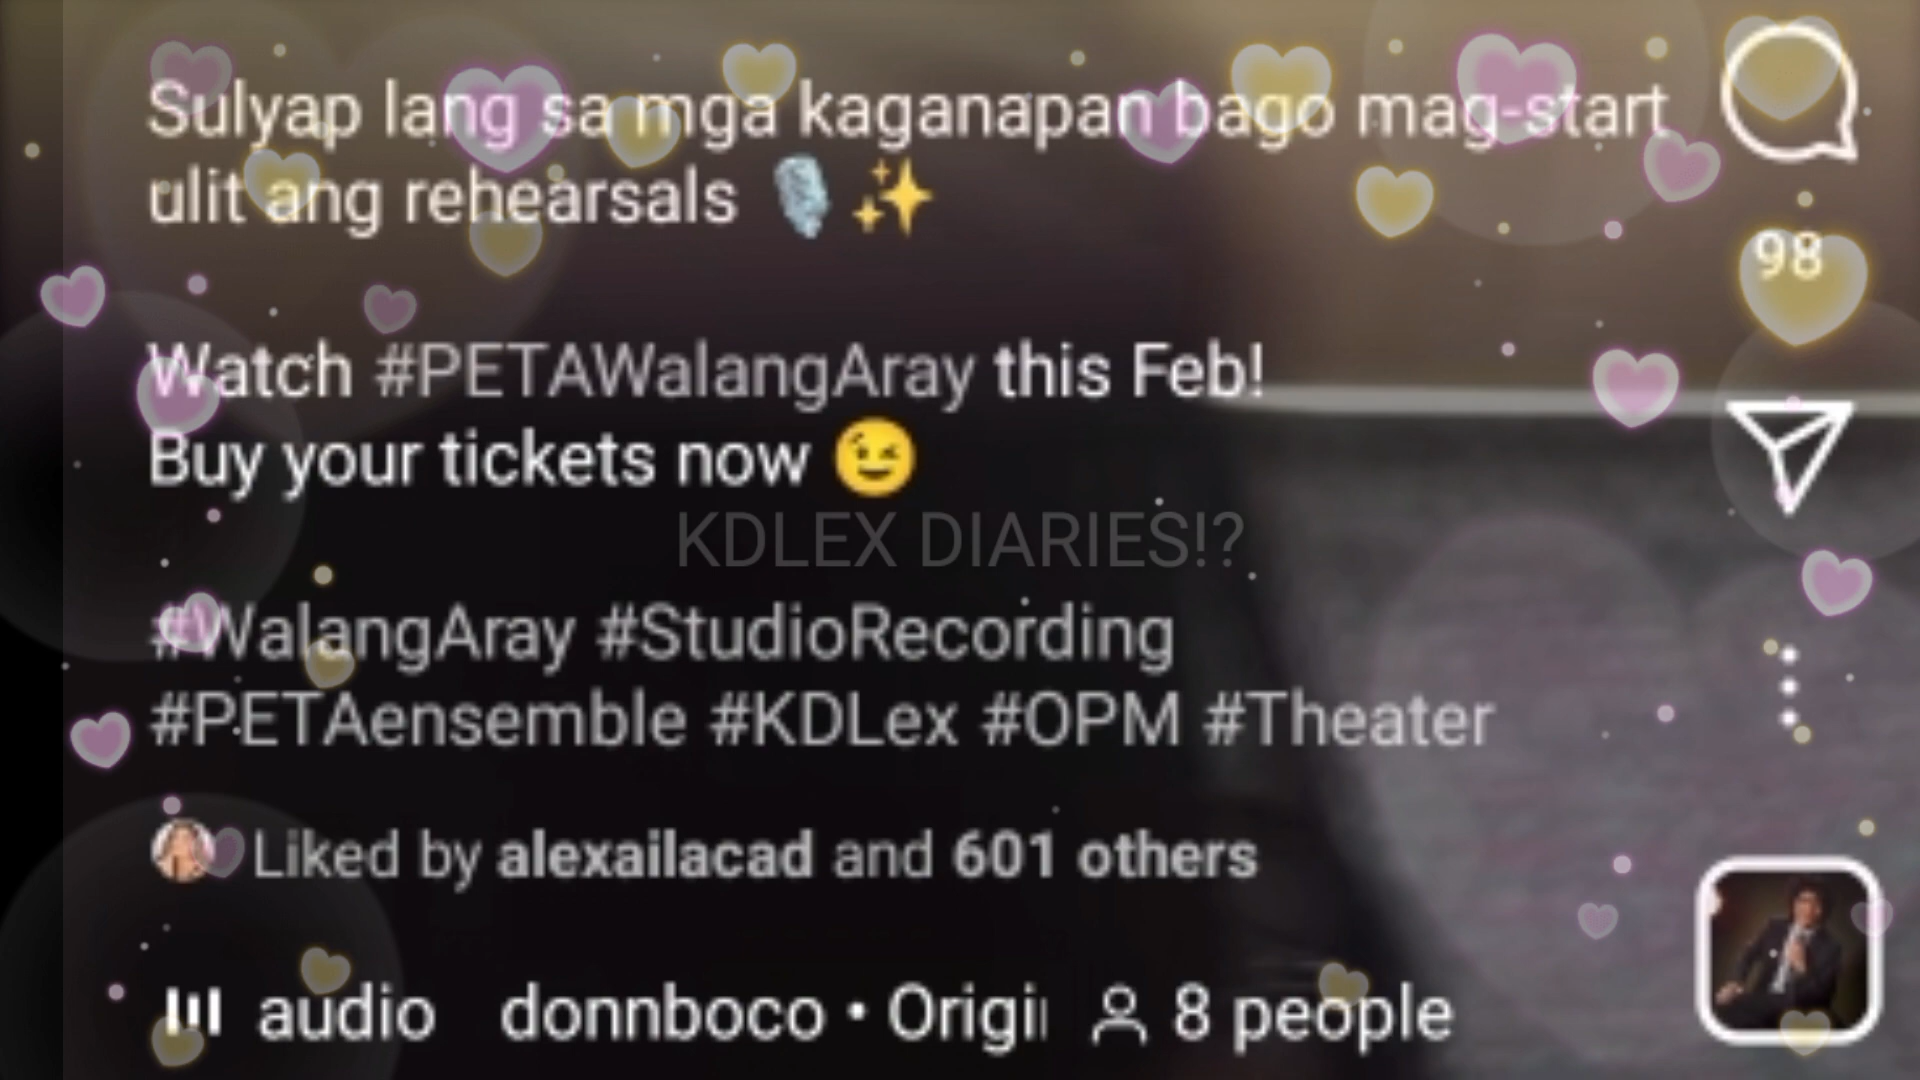 Sulyap lang sa mga kaganapan bago mag-start
ulit ang rehearsals 🎙️✨
98
Watch #PETAWalangAray this Feb!
Buy your tickets now 😉
KDLEX DIARIES!?
#WalangAray #StudioRecording
#PETAensemble #KDLex #OPM #Theater
Liked by alexailacad and 601 others
audio donnboco • Origi 8 people